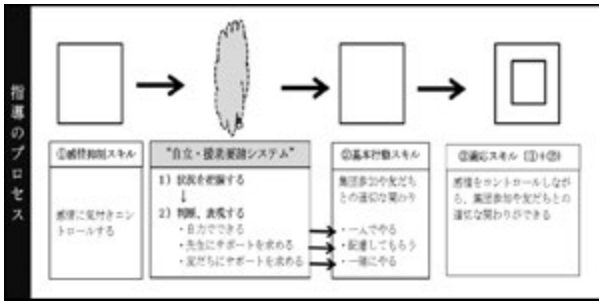 指導のプロセス
①感情抑制スキル
感情に気付きコント
ロールする
"自立・援助要請システム"
1）状況を把握する
↓
2）判断、表現する
・自力でできる
・先生にサポートを求める
・友だちにサポートを求める
②基本行動スキル
集団参加や友だち
との適切な関わり
・一人でやる
・配慮してもらう
・一緒にやる
③適応スキル（①+②）
感情をコントロールしなが
ら、集団参加や友だちとの
適切な関わりができる